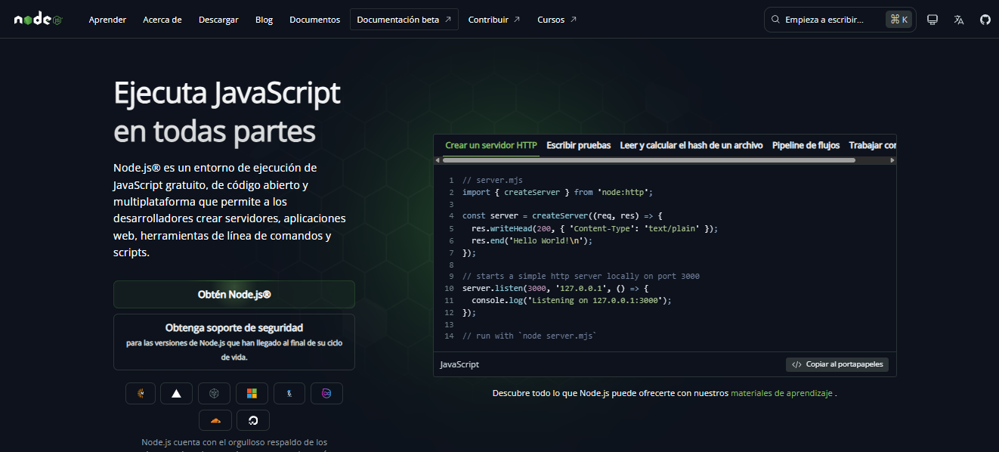 node JS
Aprender
Acerca de
Descargar
Blog
Documentos
Documentación beta
Contribuir
Cursos
Empieza a escribir...
⌘ K
Ejecuta JavaScript
en todas partes
Node.js® es un entorno de ejecución de
JavaScript gratuito, de código abierto y
multiplataforma que permite a los
desarrolladores crear servidores, aplicaciones
web, herramientas de línea de comandos y
scripts.
Obtén Node.js®
Obtenga soporte de seguridad
para las versiones de Node.js que han llegado al final de su ciclo
de vida.
Node.js cuenta con el orgulloso respaldo de los
Crear un servidor HTTP
Escribir pruebas
Leer y calcular el hash de un archivo
Pipeline de flujos
Trabajar con
1 // server.mjs
2 import { createServer } from 'node:http';
3
4 const server = createServer((req, res) => {
5 res.writeHead(200, { 'Content-Type': 'text/plain' });
6 res.end('Hello World!\n');
7 });
8
9 // starts a simple http server locally on port 3000
10 server.listen(3000, '127.0.0.1', () => {
11 console.log('Listening on 127.0.0.1:3000');
12 });
13
14 // run with `node server.mjs`
JavaScript
</> Copiar al portapapeles
Descubre todo lo que Node.js puede ofrecerte con nuestros materiales de aprendizaje .